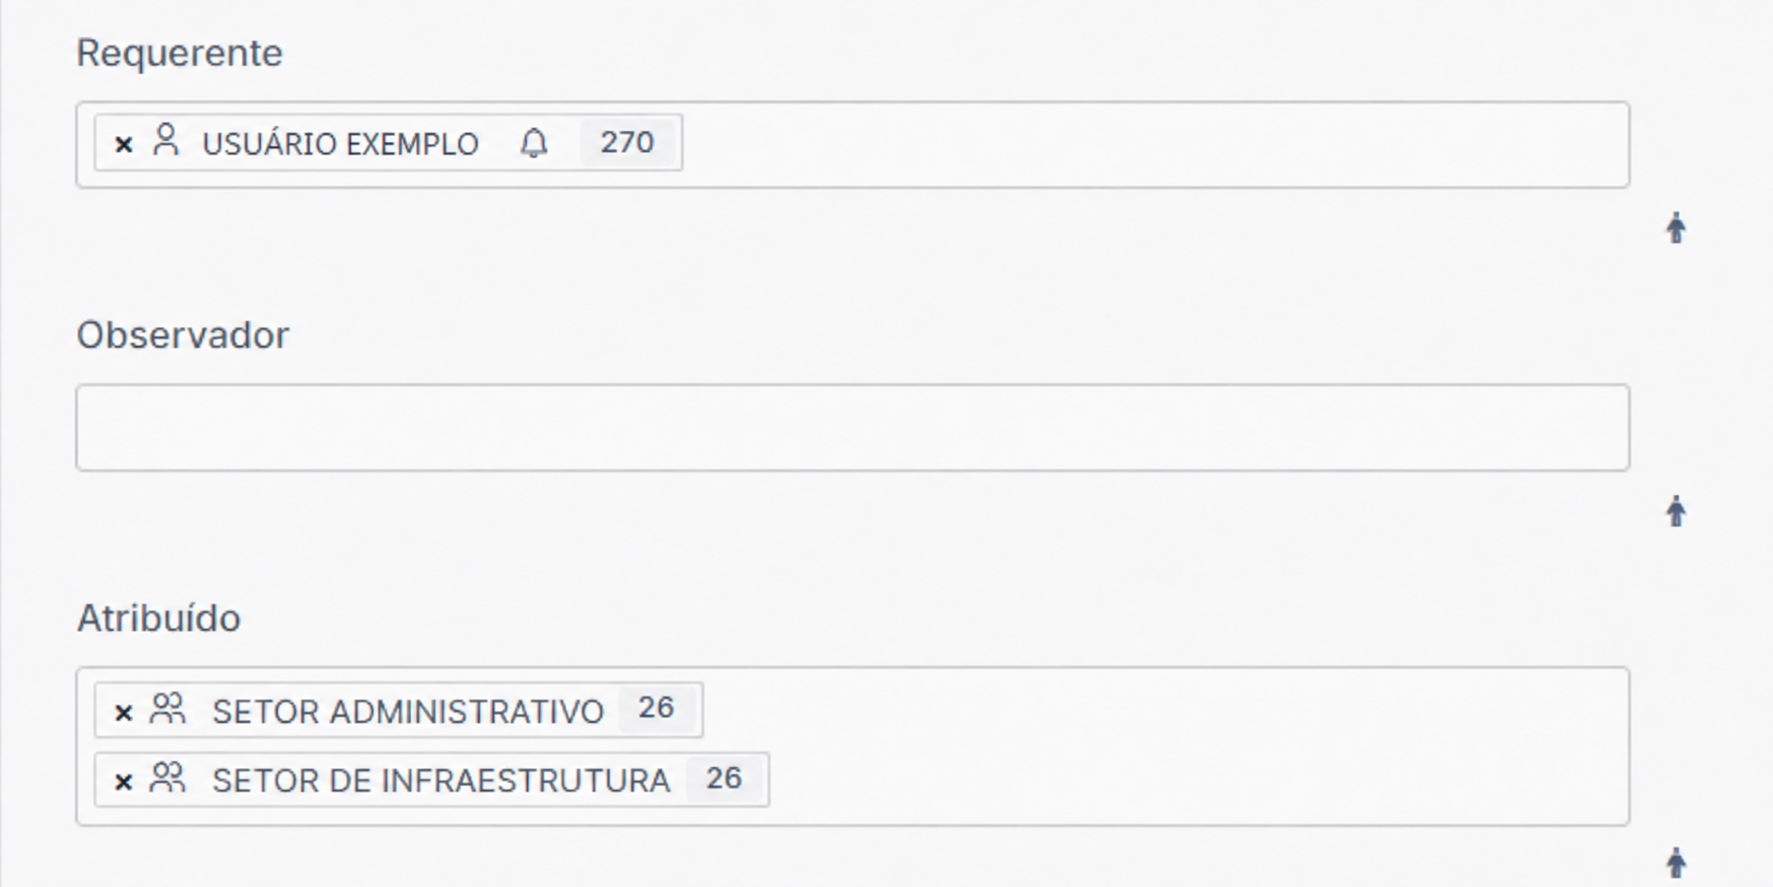 Requerente
× USUÁRIO EXEMPLO 270
Observador
Atribuído
× SETOR ADMINISTRATIVO 26
× SETOR DE INFRAESTRUTURA 26